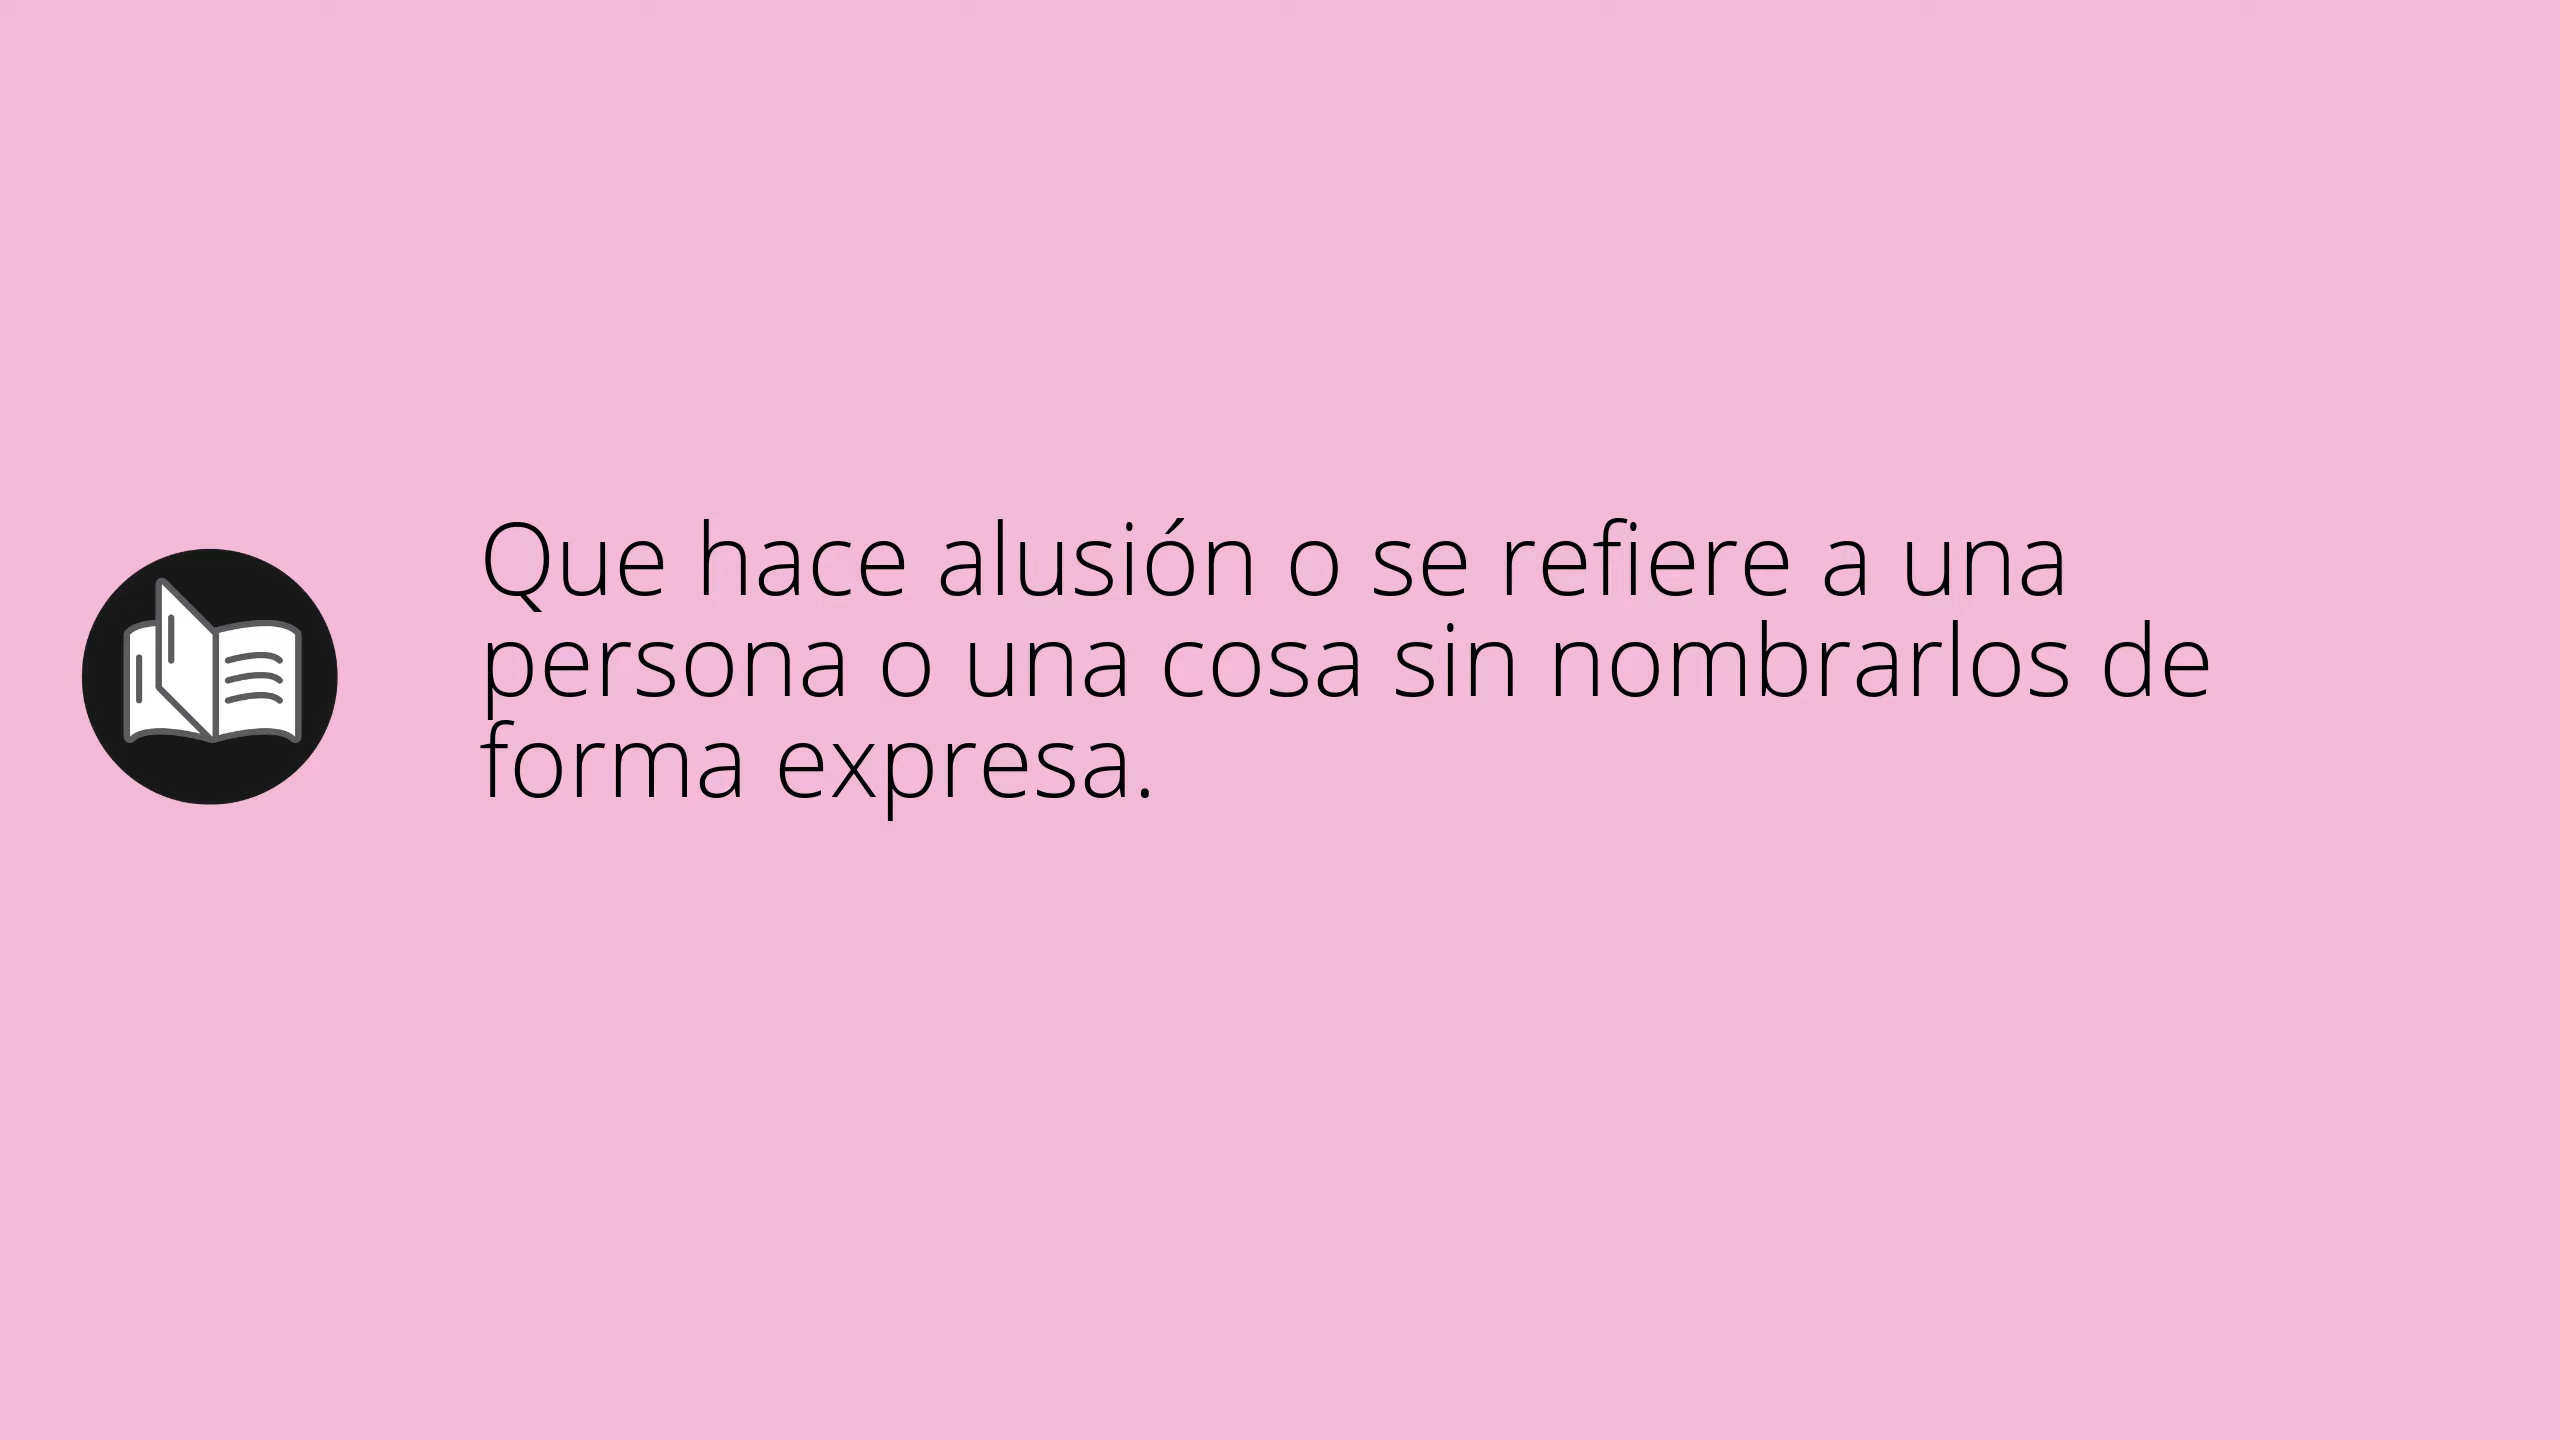 Que hace alusión o se refiere a una
persona o una cosa sin nombrarlos de
forma expresa.